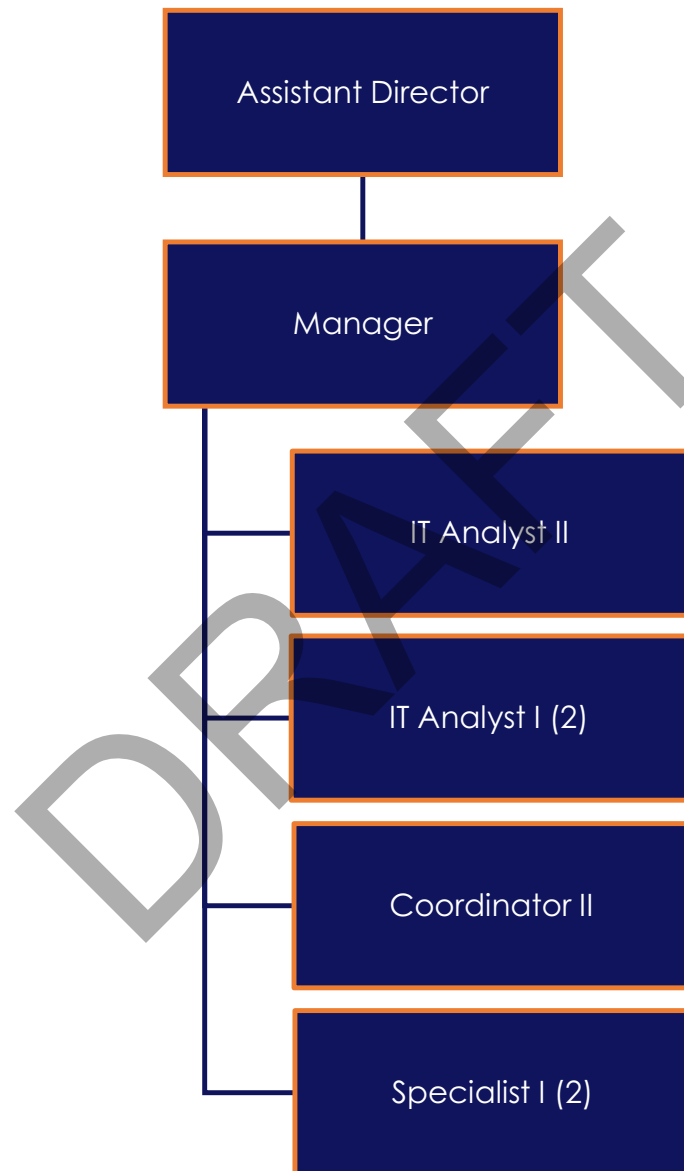 Assistant Director
Manager
IT Analyst II
IT Analyst I (2)
Coordinator II
Specialist I (2)
DRAFT